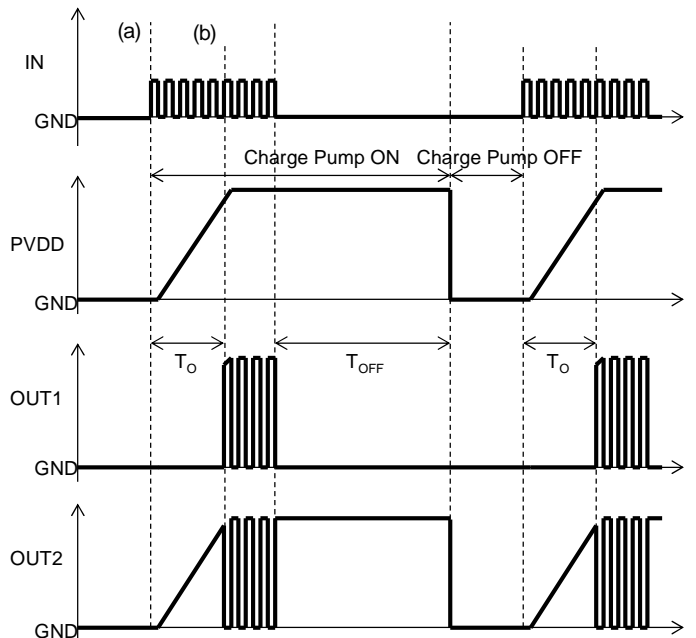 (a) (b)
IN
GND
Charge Pump ON Charge Pump OFF
PVDD
GND
TO TOFF TO
OUT1
GND
OUT2
GND